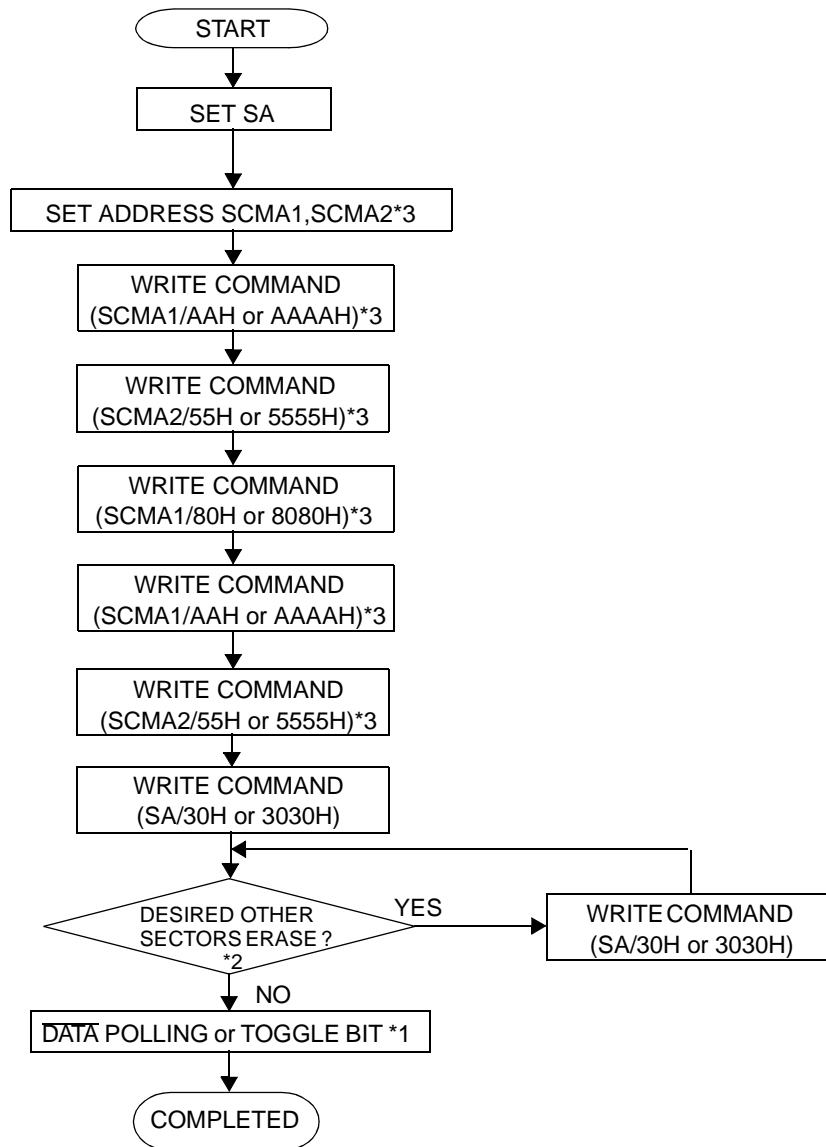 START
SET SA
SET ADDRESS SCMA1,SCMA2*3
WRITE COMMAND
(SCMA1/AAH or AAAAH)*3
WRITE COMMAND
(SCMA2/55H or 5555H)*3
WRITE COMMAND
(SCMA1/80H or 8080H)*3
WRITE COMMAND
(SCMA1/AAH or AAAAH)*3
WRITE COMMAND
(SCMA2/55H or 5555H)*3
WRITE COMMAND
(SA/30H or 3030H)
DESIRED OTHER
SECTORS ERASE ?
*2
YES
WRITE COMMAND
(SA/30H or 3030H)
NO
DATA POLLING or TOGGLE BIT *1
COMPLETED